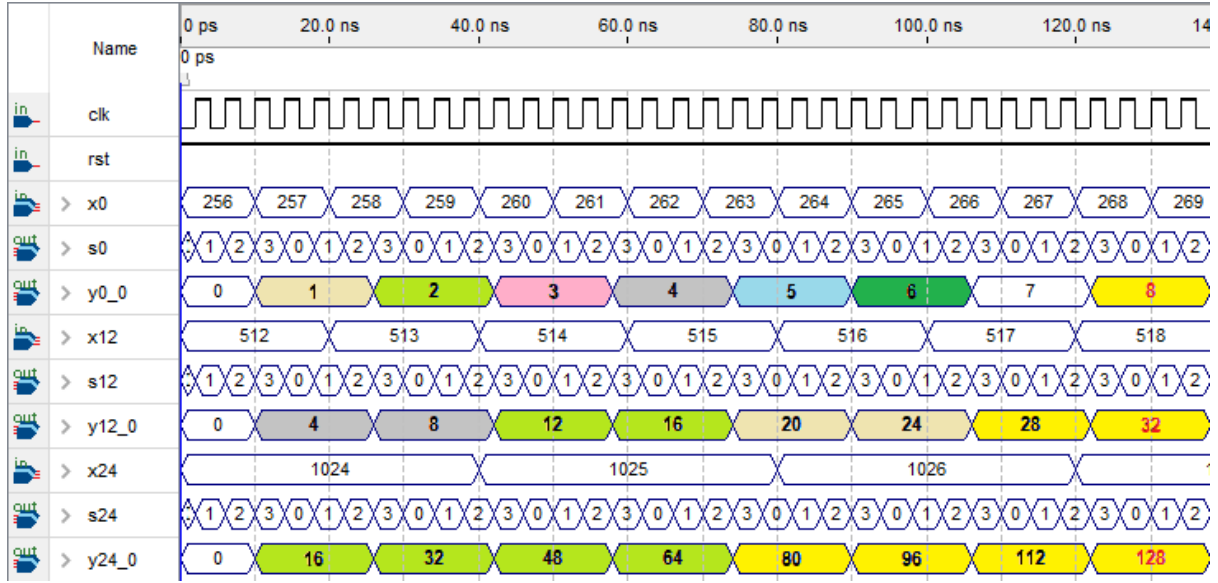 0 ps 20.0 ns 40.0 ns 60.0 ns 80.0 ns 100.0 ns 120.0 ns 14
Name
0 ps
in clk
in rst
in > x0 256 257 258 259 260 261 262 263 264 265 266 267 268 269
out > s0 1 2 3 0 1 2 3 0 1 2 3 0 1 2 3 0 1 2 3 0 1 2 3 0 1 2 3 0 1 2 3 0 1 2
out > y0_0 0 1 2 3 4 5 6 7 8
in > x12 512 513 514 515 516 517 518
out > s12 1 2 3 0 1 2 3 0 1 2 3 0 1 2 3 0 1 2 3 0 1 2 3 0 1 2 3 0 1 2 3 0 1 2
out > y12_0 0 4 8 12 16 20 24 28 32
in > x24 1024 1025 1026
out > s24 1 2 3 0 1 2 3 0 1 2 3 0 1 2 3 0 1 2 3 0 1 2 3 0 1 2 3 0 1 2 3 0 1 2
out > y24_0 0 16 32 48 64 80 96 112 128